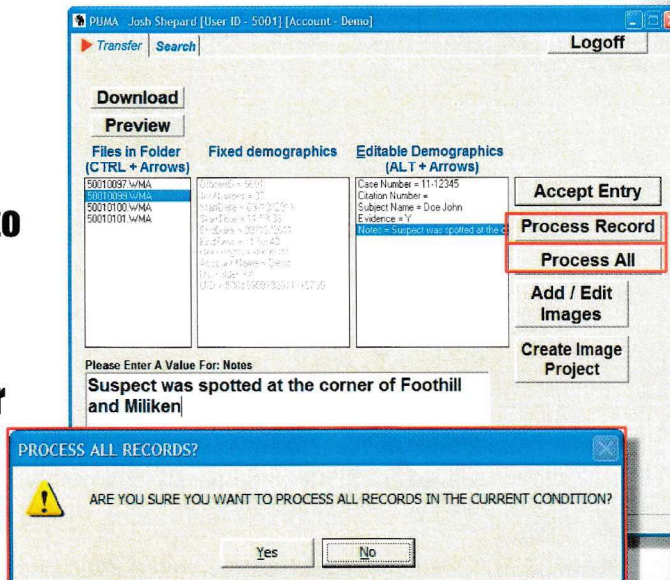 PUMA Josh Shepard [User ID - 5001] [Account - Demo]
Transfer Search
Logoff
Download
Preview
Files in Folder
(CTRL + Arrows)
Fixed demographics
Editable Demographics
(ALT + Arrows)
50010097.WMA
50010099.WMA
50010100.WMA
50010101.WMA
Case Number = 11-12345
Citation Number =
Subject Name = Doe John
Evidence = Y
Notes = Suspect was spotted at the c
Accept Entry
Process Record
Process All
Add / Edit
Images
Create Image
Project
to
Please Enter A Value For: Notes
Suspect was spotted at the corner of Foothill
and Miliken
PROCESS ALL RECORDS?
ARE YOU SURE YOU WANT TO PROCESS ALL RECORDS IN THE CURRENT CONDITION?
Yes No